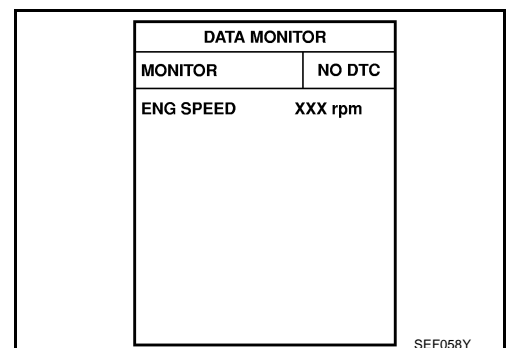 DATA MONITOR
MONITOR NO DTC
ENG SPEED XXX rpm
SEF058Y